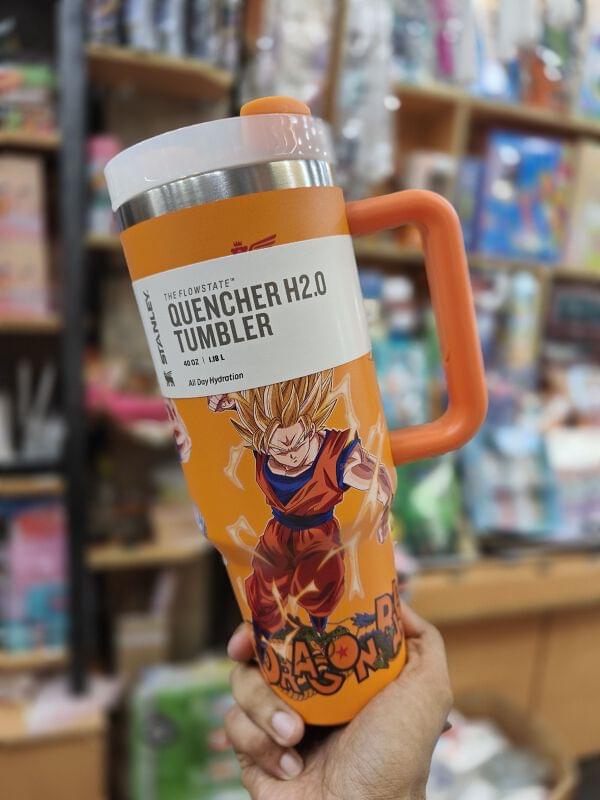 STANLEY
THE FLOWSTATE™
QUENCHER H2.0
TUMBLER
40 OZ | 1.18 L
All Day Hydration
DRAGON